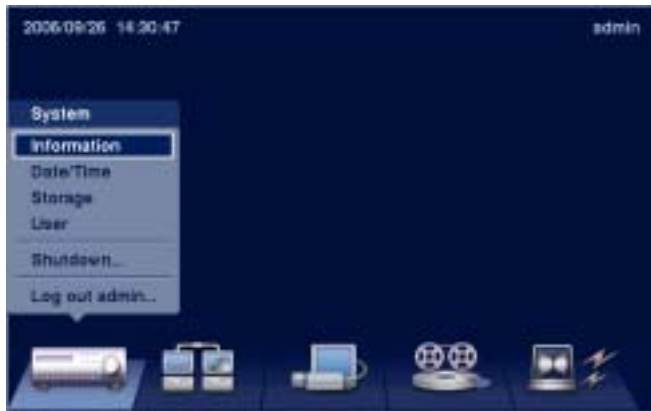 2006/09/26 14:30:47
admin
System
Information
Date/Time
Storage
User
Shutdown...
Log out admin...